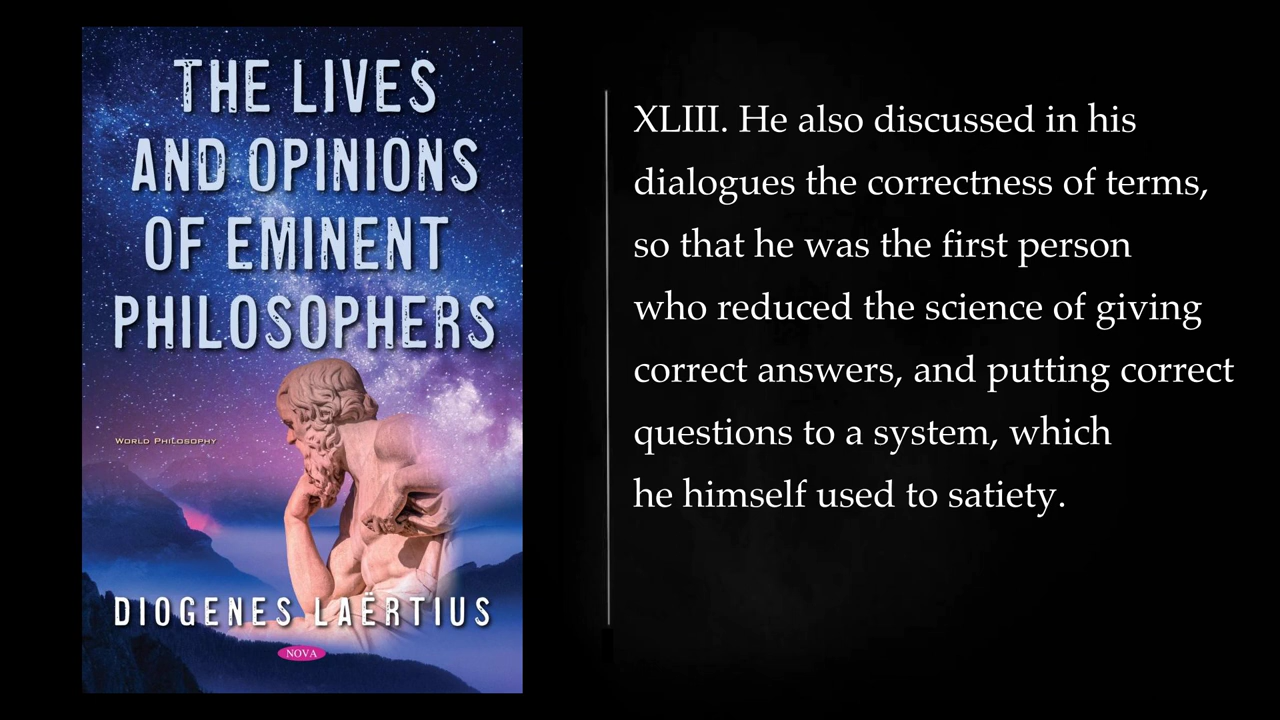 THE LIVES
AND OPINIONS
OF EMINENT
PHILOSOPHERS
WORLD PHILOSOPHY
DIOGENES LAËRTIUS
NOVA
XLIII. He also discussed in his
dialogues the correctness of terms,
so that he was the first person
who reduced the science of giving
correct answers, and putting correct
questions to a system, which
he himself used to satiety.